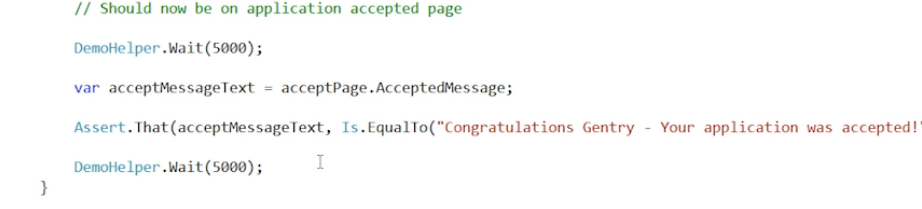 // Should now be on application accepted page
DemoHelper.Wait(5000);
var acceptMessageText = acceptPage.AcceptedMessage;
Assert.That(acceptMessageText, Is.EqualTo("Congratulations Gentry - Your application was accepted!"
DemoHelper.Wait(5000);
}